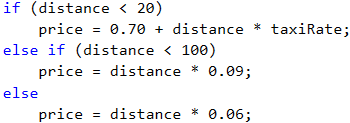 if (distance < 20)
    price = 0.70 + distance * taxiRate;
else if (distance < 100)
    price = distance * 0.09;
else
    price = distance * 0.06;